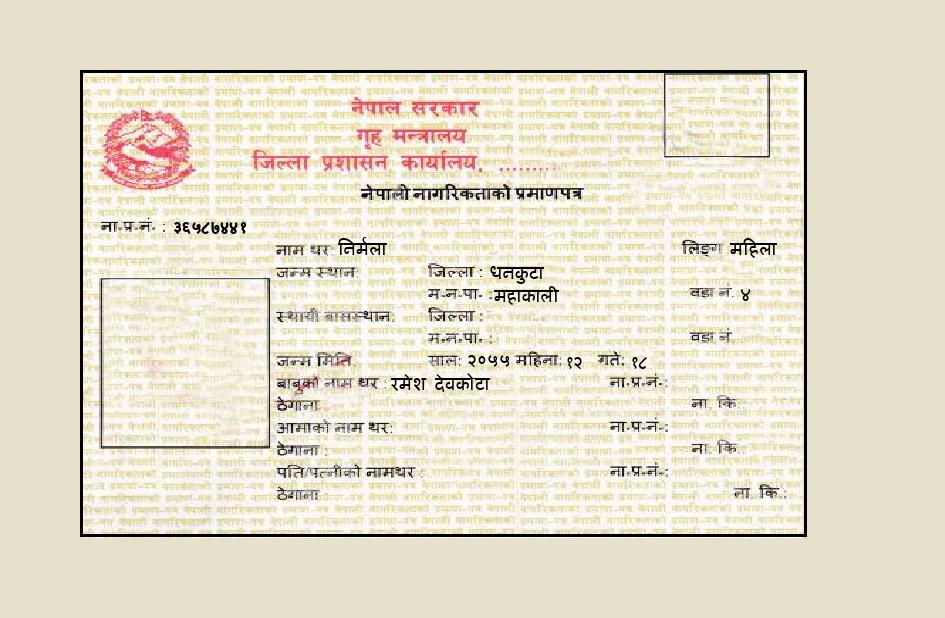 नेपाल सरकार
गृह मन्त्रालय
जिल्ला प्रशासन कार्यालय, .........
नेपाली नागरिकताको प्रमाणपत्र
ना.प्र.नं. : ३६५८७४४१
नाम थर निर्मला लिङ्ग महिला
जन्म स्थान: जिल्ला : धनकुटा
म.न.पा. :महाकाली वडा नं. ४
स्थायी बासस्थान: जिल्ला :
म.न.पा. : वडा नं
जन्म मिति: साल: २०५५ महिना: १२ गते: १८
बाबुको नाम थर : रमेश देवकोटा ना.प्र.नं.:
ठेगाना ना. कि.
आमाको नाम थर: ना.प्र.नं.:
ठेगाना : ना. कि.
पति/पत्नीको नामथर : ना.प्र.नं.:
ठेगाना : ना. कि.: